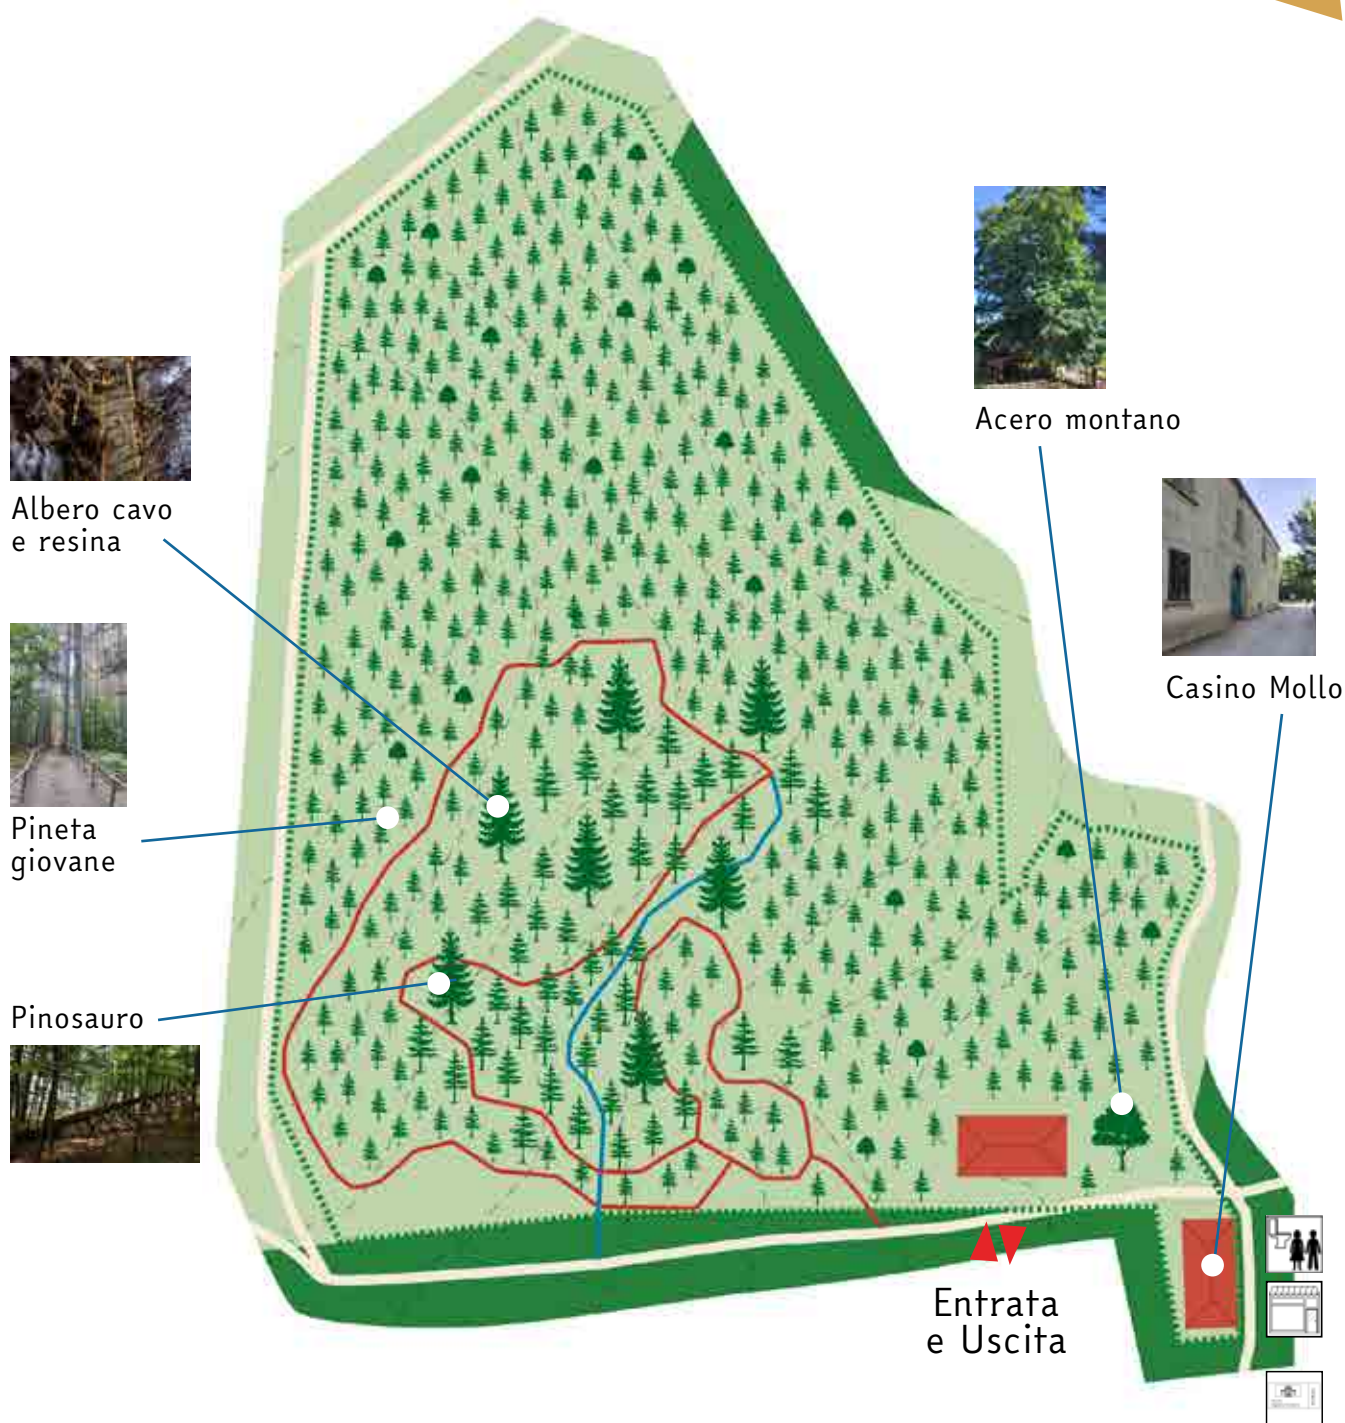 Acero montano
Albero cavo
e resina
Casino Mollo
Pineta
giovane
Pinosauro
Entrata
e Uscita